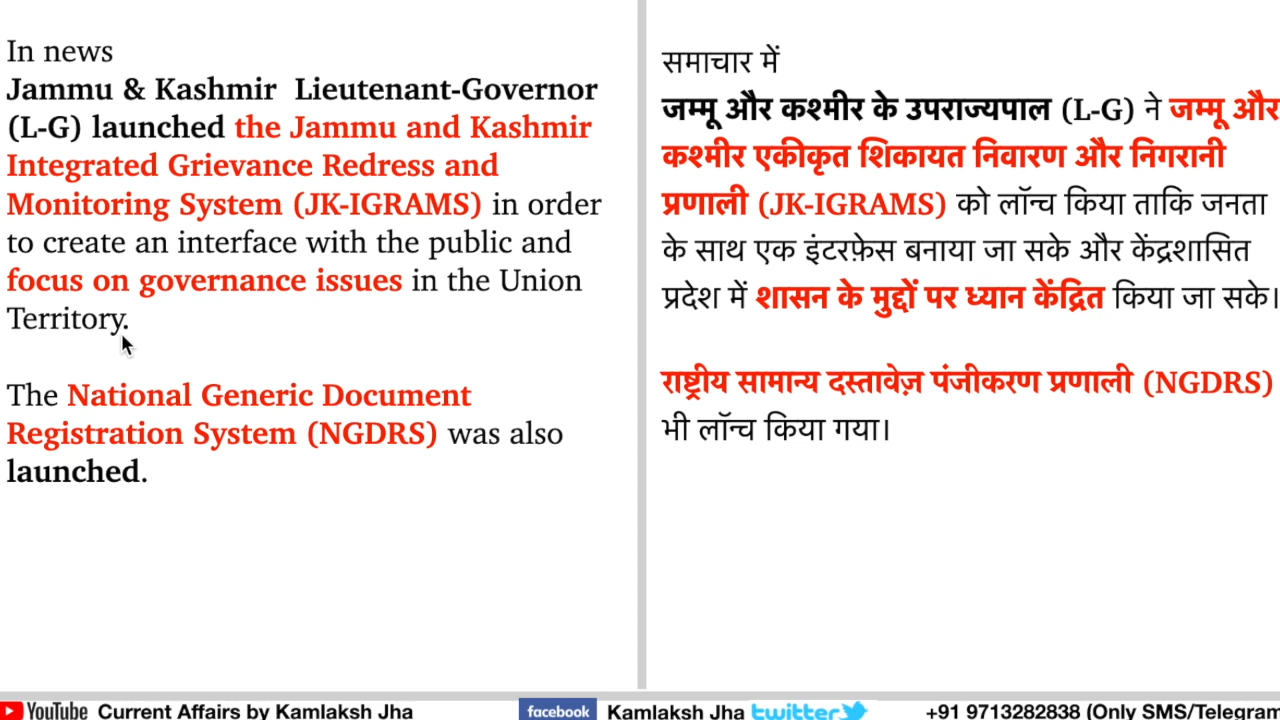 In news
Jammu & Kashmir Lieutenant-Governor
(L-G) launched the Jammu and Kashmir
Integrated Grievance Redress and
Monitoring System (JK-IGRAMS) in order
to create an interface with the public and
focus on governance issues in the Union
Territory.
The National Generic Document
Registration System (NGDRS) was also
launched.
समाचार में
जम्मू और कश्मीर के उपराज्यपाल (L-G) ने जम्मू और
कश्मीर एकीकृत शिकायत निवारण और निगरानी
प्रणाली (JK-IGRAMS) को लॉन्च किया ताकि जनता
के साथ एक इंटरफ़ेस बनाया जा सके और केंद्रशासित
प्रदेश में शासन के मुद्दों पर ध्यान केंद्रित किया जा सके।
राष्ट्रीय सामान्य दस्तावेज़ पंजीकरण प्रणाली (NGDRS)
भी लॉन्च किया गया।
YouTube Current Affairs by Kamlaksh Jha facebook Kamlaksh Jha twitter +91 9713282838 (Only SMS/Telegram